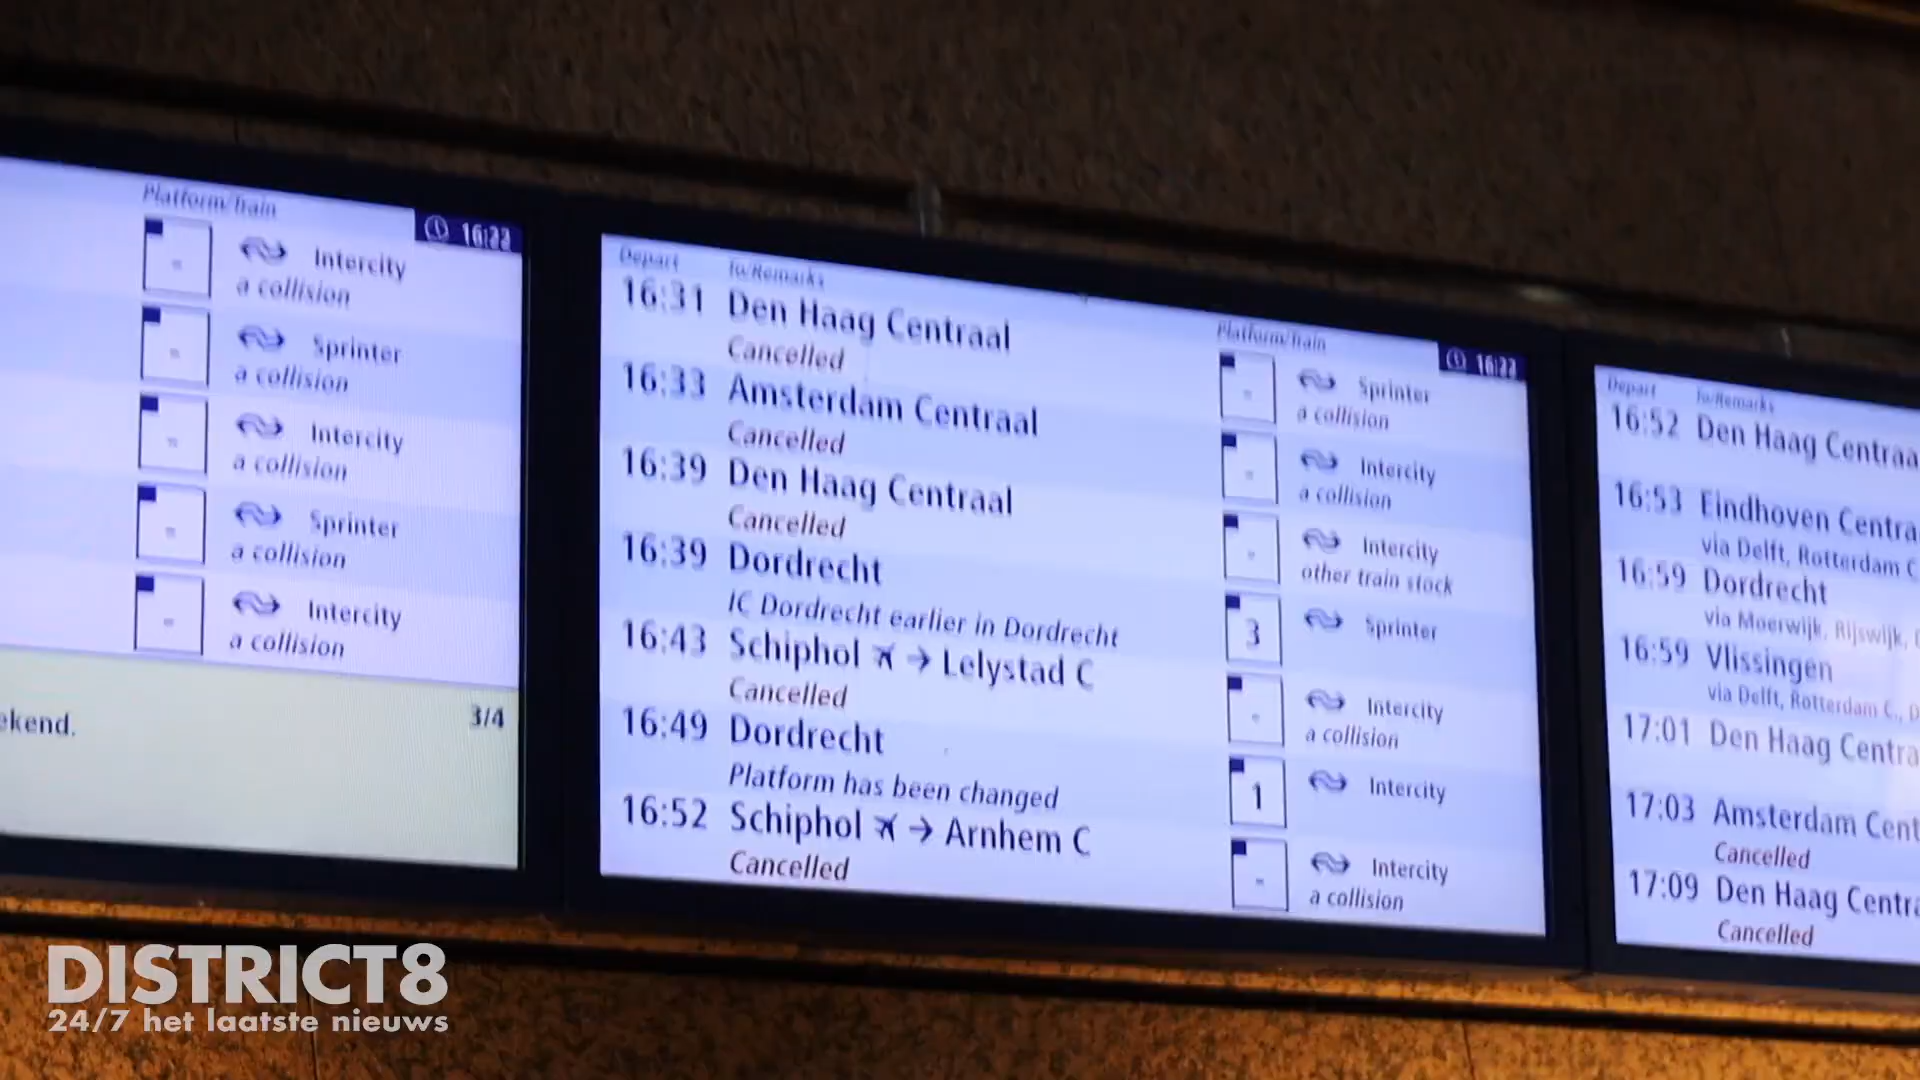 Platform/Train
16:22
Intercity
a collision
Sprinter
a collision
Intercity
a collision
Sprinter
a collision
Intercity
a collision
ekend.
3/4
Depart To/Remarks Platform/Train
16:22
16:31 Den Haag Centraal Sprinter
Cancelled a collision
16:33 Amsterdam Centraal Intercity
Cancelled a collision
16:39 Den Haag Centraal Intercity
Cancelled other train stock
16:39 Dordrecht 3 Sprinter
IC Dordrecht earlier in Dordrecht
16:43 Schiphol → Lelystad C Intercity
Cancelled a collision
16:49 Dordrecht 1 Intercity
Platform has been changed
16:52 Schiphol → Arnhem C Intercity
Cancelled a collision
Depart To/Remarks
16:52 Den Haag Centraa
16:53 Eindhoven Centra
via Delft, Rotterdam C
16:59 Dordrecht
via Moerwijk, Rijswijk,
16:59 Vlissingen
via Delft, Rotterdam C., D
17:01 Den Haag Centra
17:03 Amsterdam Cent
Cancelled
17:09 Den Haag Centra
Cancelled
DISTRICT8
24/7 het laatste nieuws